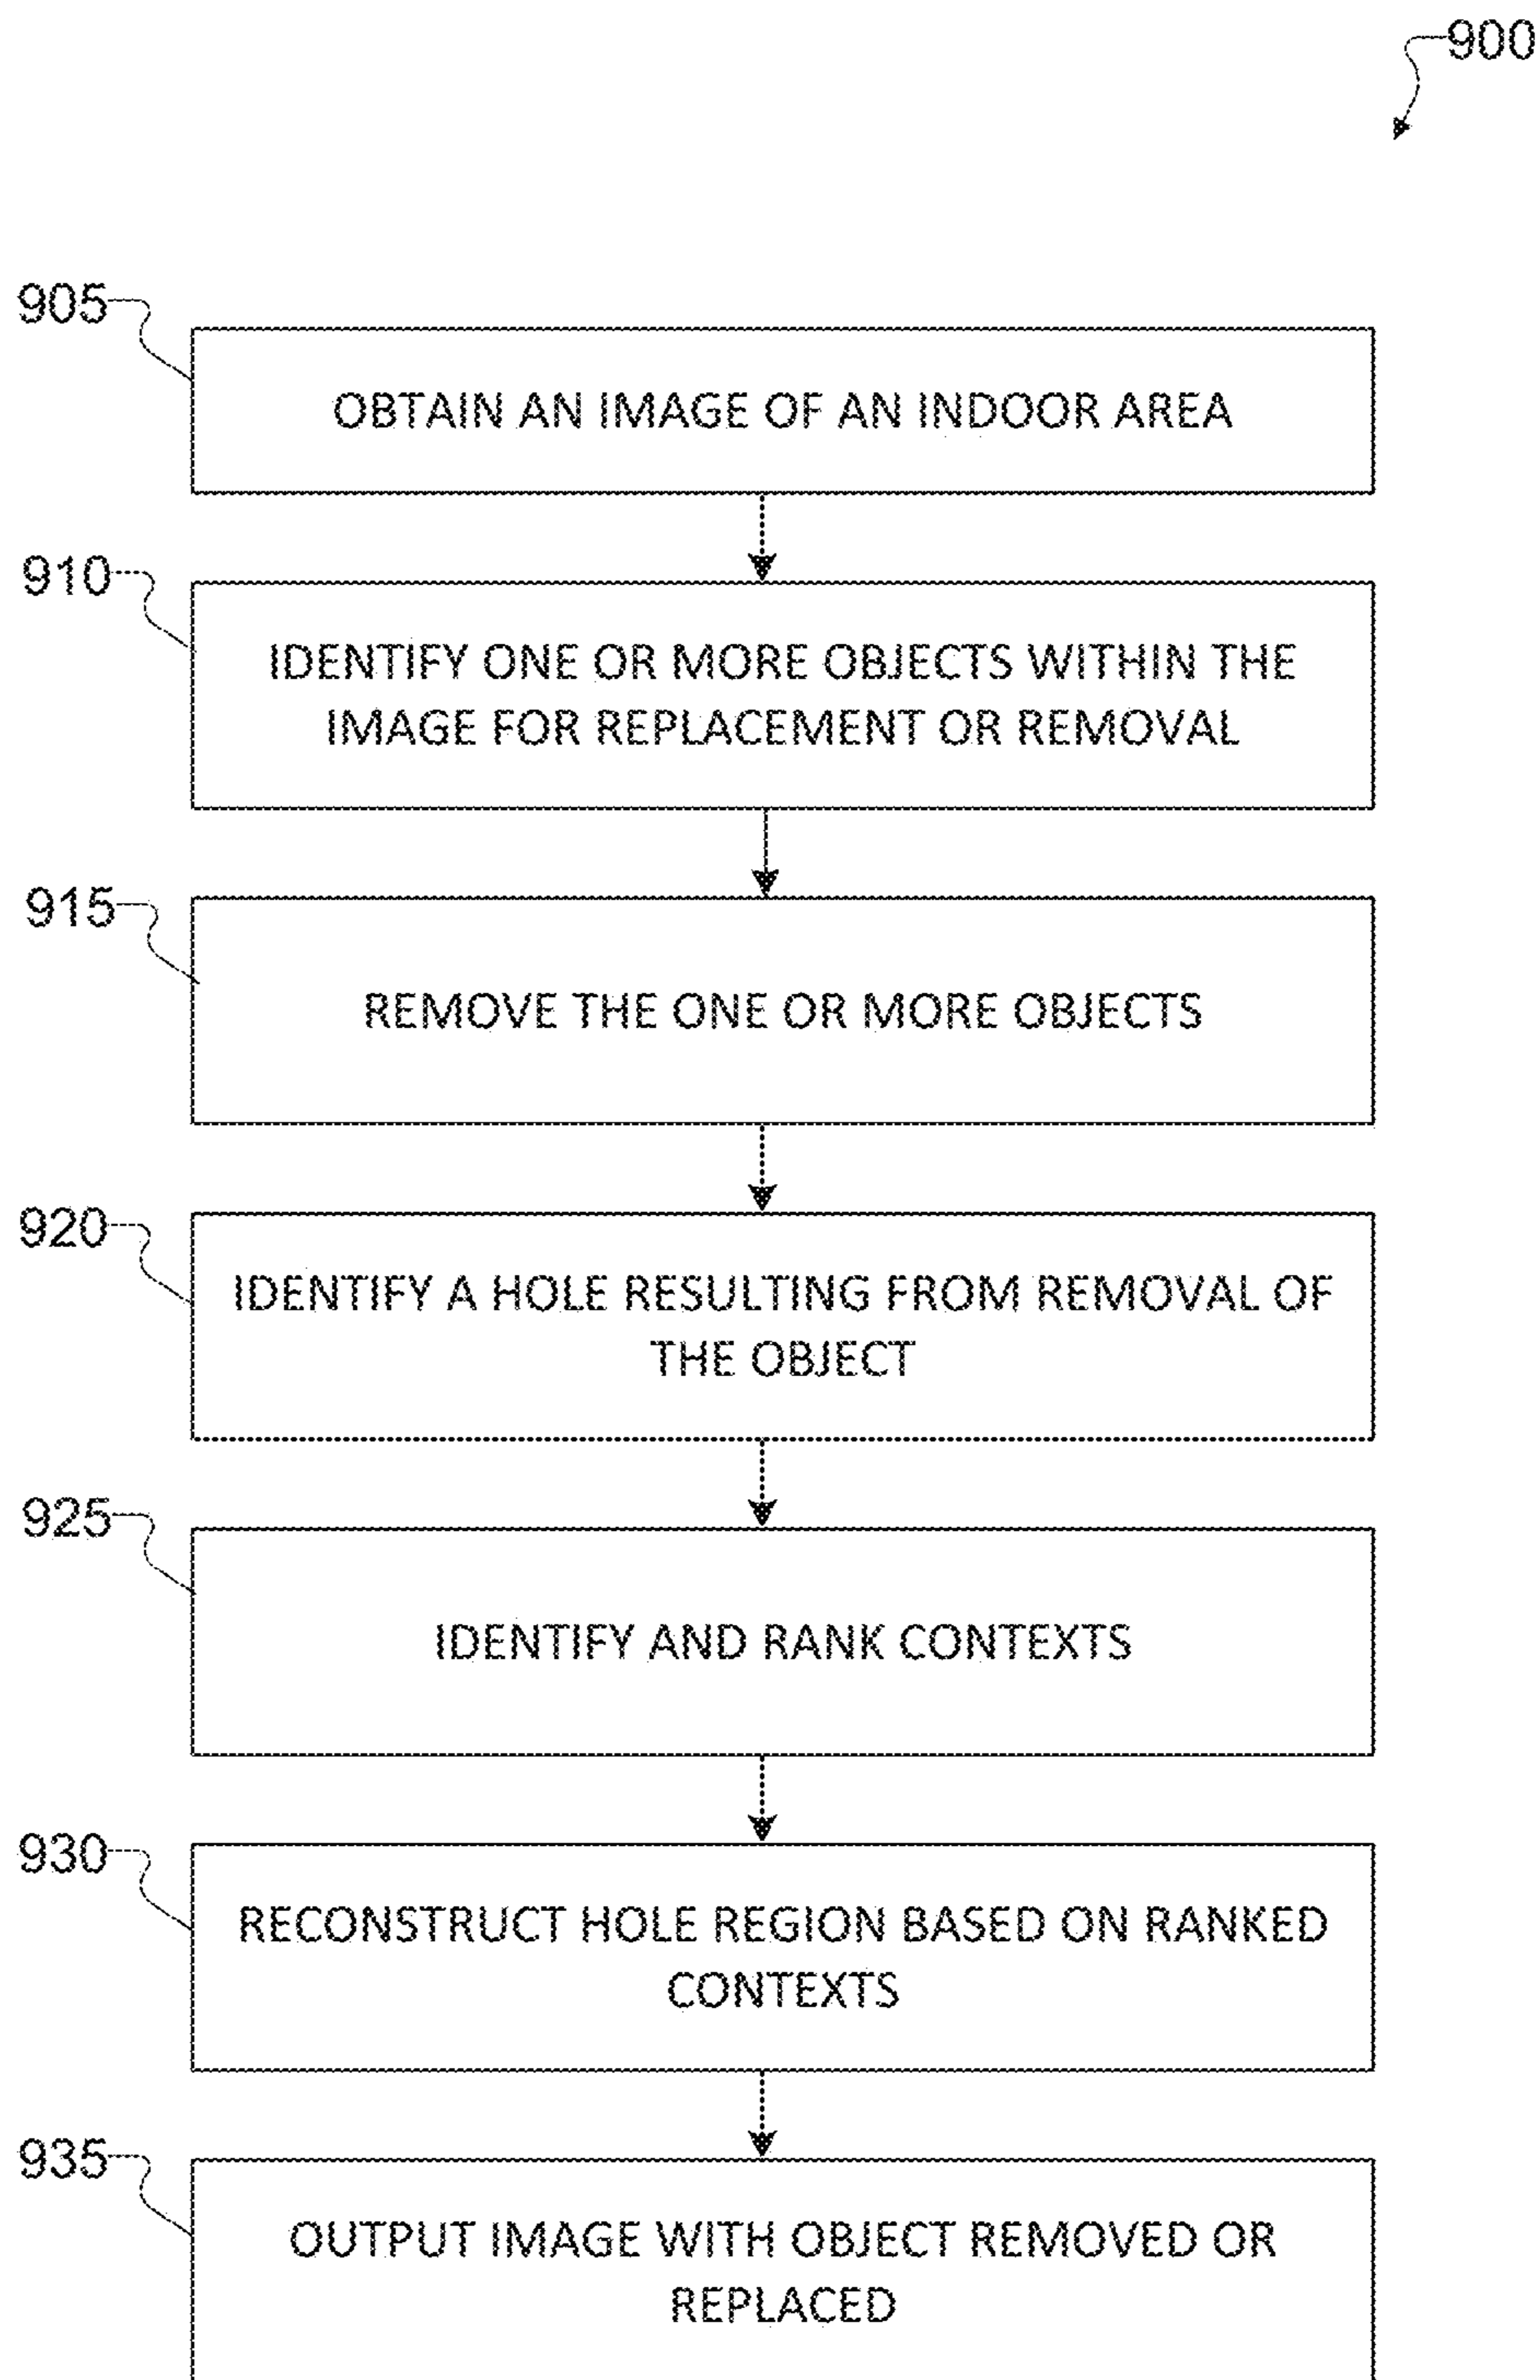 900
905
OBTAIN AN IMAGE OF AN INDOOR AREA
910
IDENTIFY ONE OR MORE OBJECTS WITHIN THE
IMAGE FOR REPLACEMENT OR REMOVAL
915
REMOVE THE ONE OR MORE OBJECTS
920
IDENTIFY A HOLE RESULTING FROM REMOVAL OF
THE OBJECT
925
IDENTIFY AND RANK CONTEXTS
930
RECONSTRUCT HOLE REGION BASED ON RANKED
CONTEXTS
935
OUTPUT IMAGE WITH OBJECT REMOVED OR
REPLACED